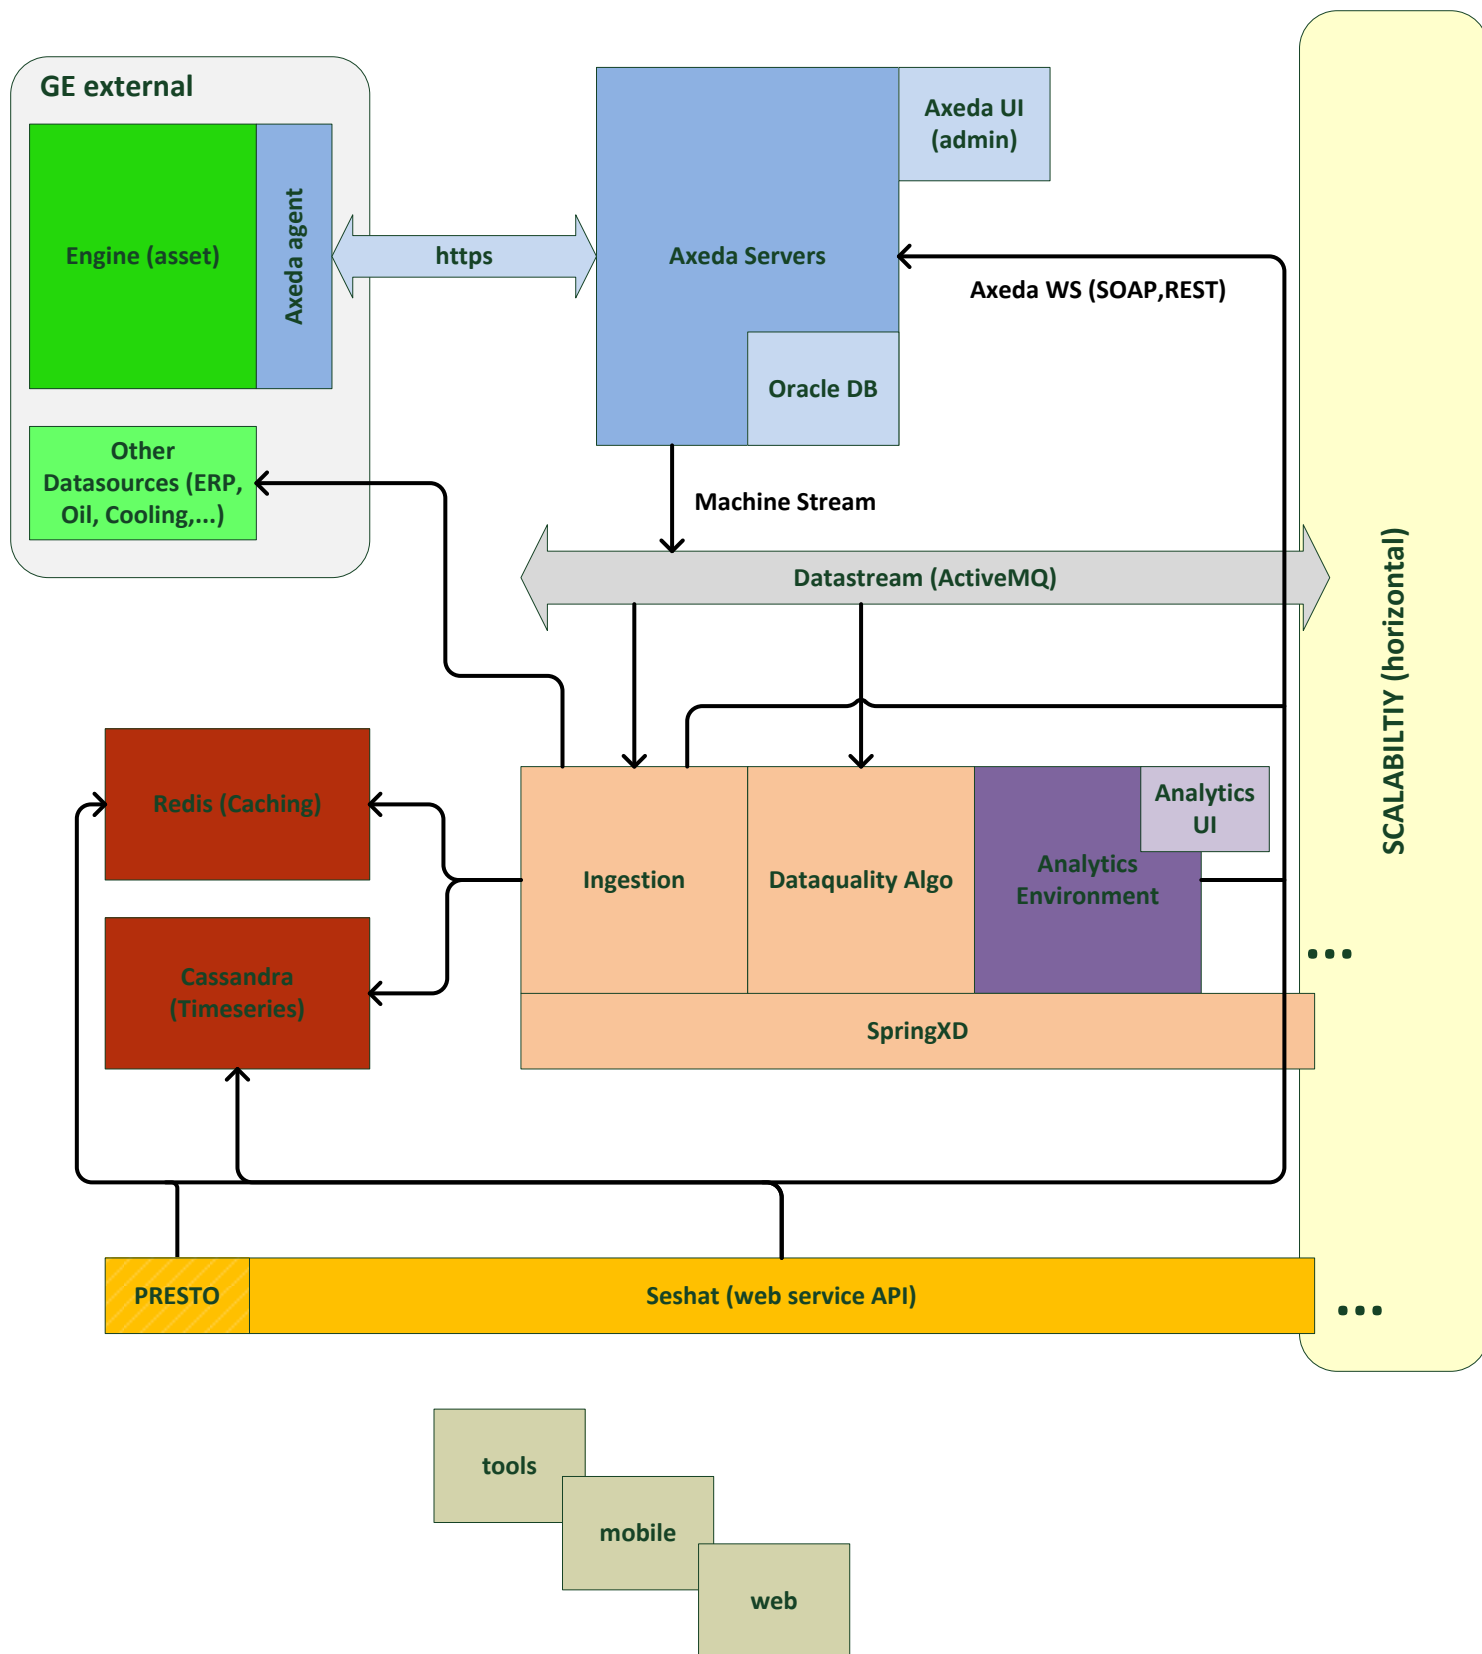 GE external
Axeda UI
(admin)
Engine (asset)
Axeda agent
https
Axeda Servers
Axeda WS (SOAP,REST)
Oracle DB
Other
Datasources (ERP,
Oil, Cooling,...)
Machine Stream
Datastream (ActiveMQ)
SCALABILTIY (horizontal)
Redis (Caching)
Analytics
UI
Ingestion
Dataquality Algo
Analytics
Environment
...
Cassandra
(Timeseries)
SpringXD
PRESTO
Seshat (web service API)
...
tools
mobile
web